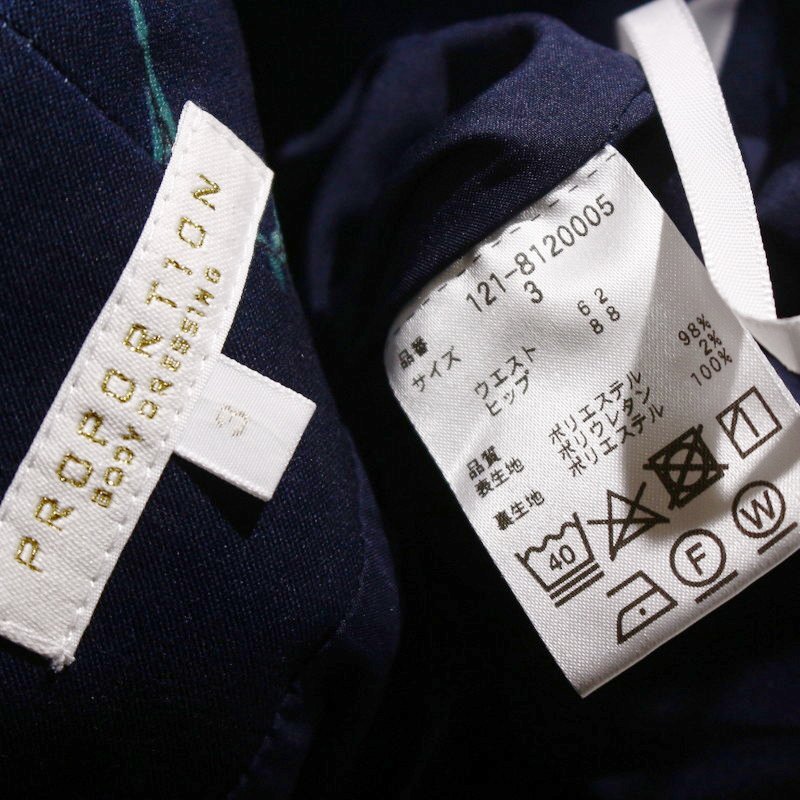 PROPORTION
BODY DRESSING
3
品番 121-8120005
サイズ 3
ウエスト 62
ヒップ 88
品質
表生地 ポリエステル 98%
ポリウレタン 2%
裏生地 ポリエステル 100%
40
F
W